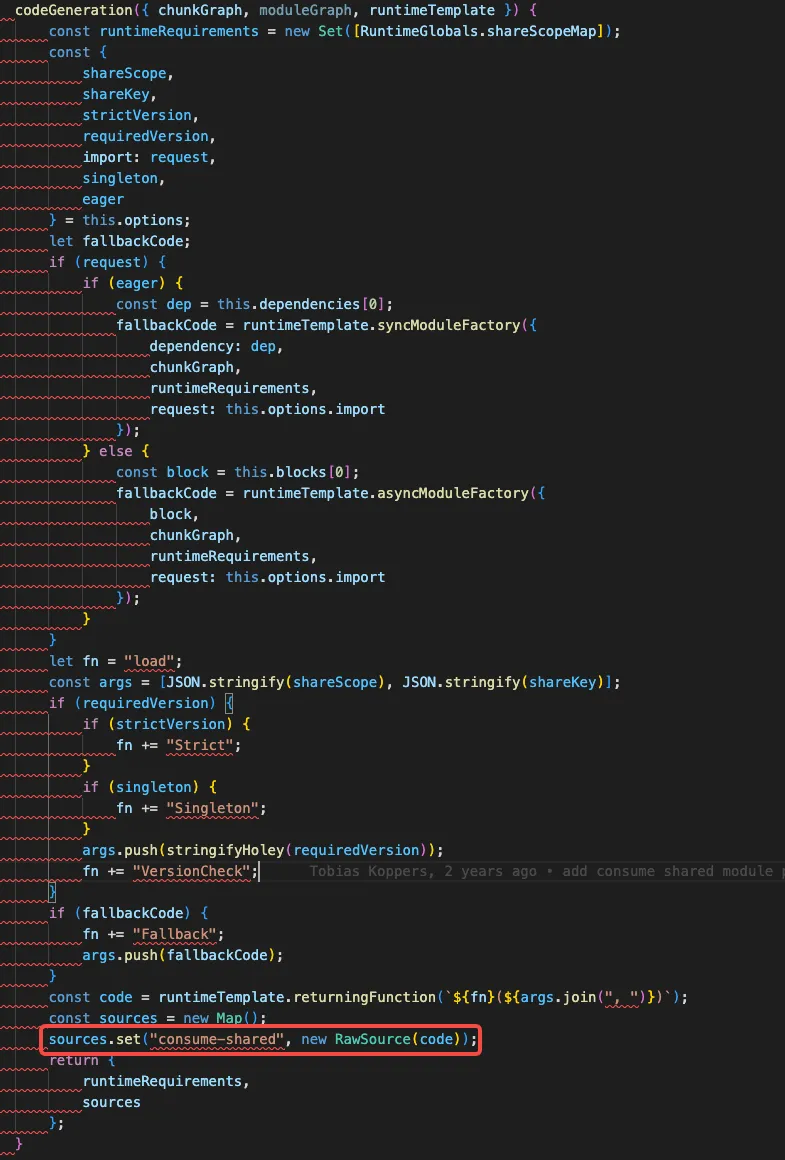 codeGeneration({ chunkGraph, moduleGraph, runtimeTemplate }) {
    const runtimeRequirements = new Set([RuntimeGlobals.shareScopeMap]);
    const {
        shareScope,
        shareKey,
        strictVersion,
        requiredVersion,
        import: request,
        singleton,
        eager
    } = this.options;
    let fallbackCode;
    if (request) {
        if (eager) {
            const dep = this.dependencies[0];
            fallbackCode = runtimeTemplate.syncModuleFactory({
                dependency: dep,
                chunkGraph,
                runtimeRequirements,
                request: this.options.import
            });
        } else {
            const block = this.blocks[0];
            fallbackCode = runtimeTemplate.asyncModuleFactory({
                block,
                chunkGraph,
                runtimeRequirements,
                request: this.options.import
            });
        }
    }
    let fn = "load";
    const args = [JSON.stringify(shareScope), JSON.stringify(shareKey)];
    if (requiredVersion) {
        if (strictVersion) {
            fn += "Strict";
        }
        if (singleton) {
            fn += "Singleton";
        }
        args.push(stringifyHoley(requiredVersion));
        fn += "VersionCheck"; Tobias Koppers, 2 years ago • add consume shared module
    }
    if (fallbackCode) {
        fn += "Fallback";
        args.push(fallbackCode);
    }
    const code = runtimeTemplate.returningFunction(`${fn}(${args.join(", ")})`);
    const sources = new Map();
    sources.set("consume-shared", new RawSource(code));
    return {
        runtimeRequirements,
        sources
    };
}